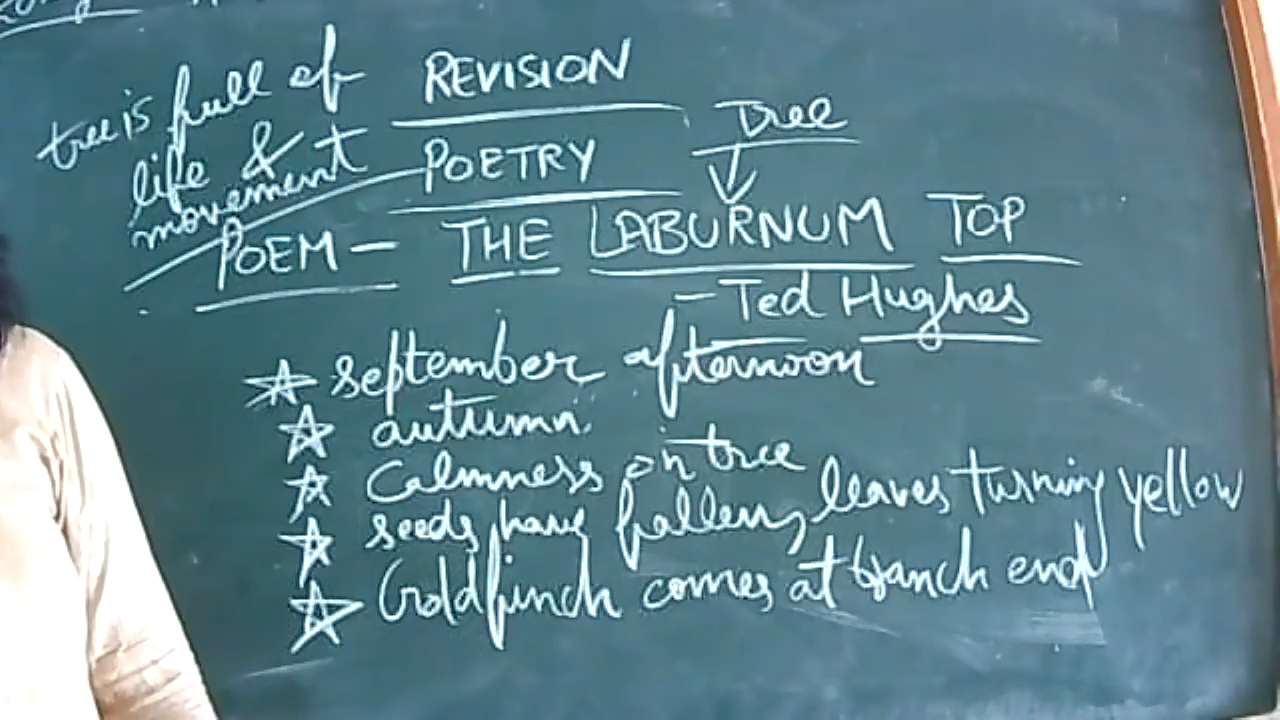 REVISION
tree is full of
life &
movement
POETRY
Tree
POEM - THE LABURNUM TOP
- Ted Hughes
☆ september afternoon
☆ autumn.
☆ Calmness on tree
☆ seeds have fallen, leaves turning yellow
☆ Goldfinch comes at branch end